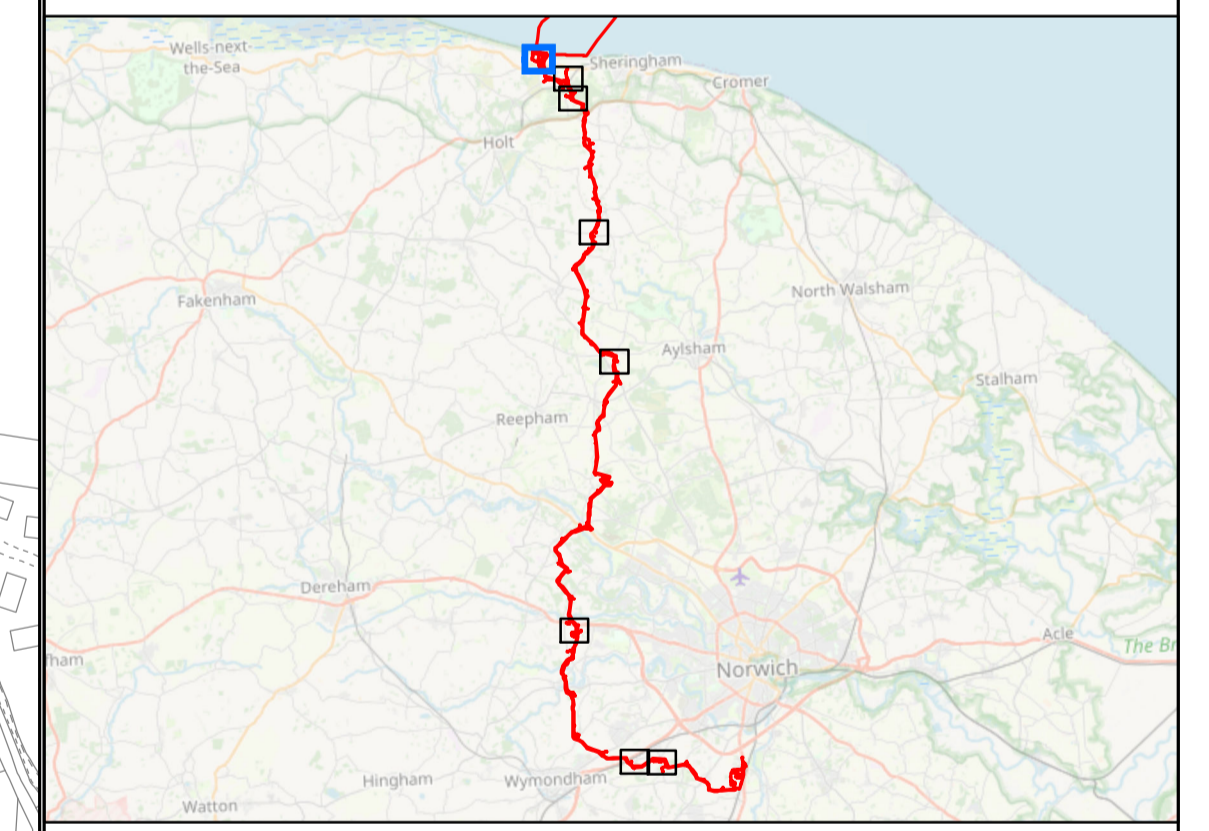 Wells-next-
the-Sea
Sheringham
Cromer
Holt
Fakenham
North Walsham
Aylsham
Stalham
Reepham
Dereham
Acle
The Br
fham
Norwich
Hingham
Wymondham
Watton